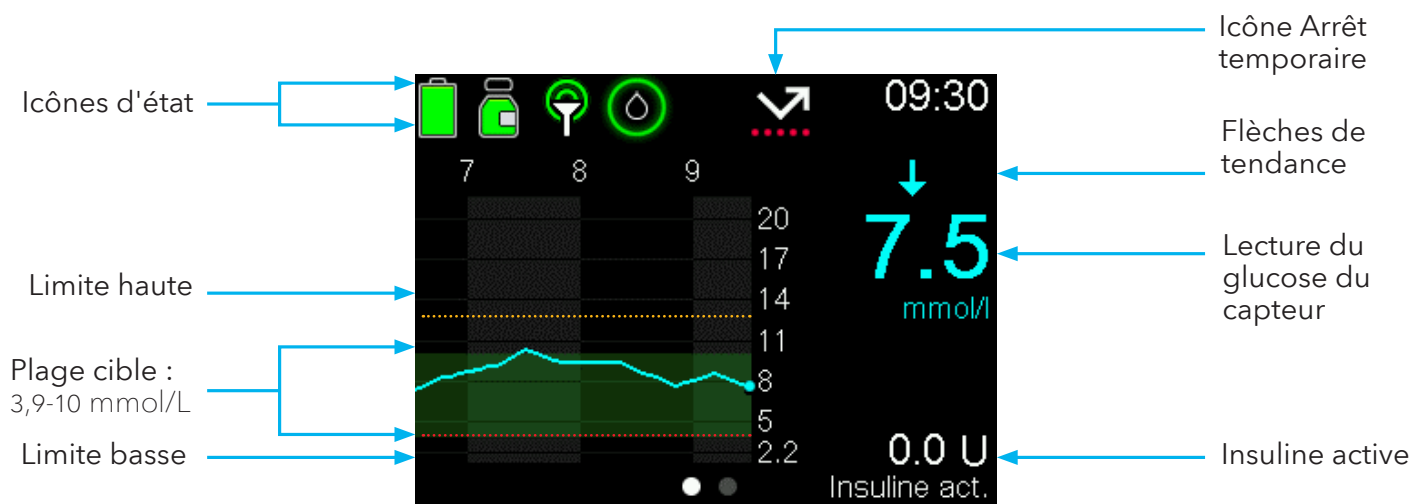 Icônes d'état
Limite haute
Plage cible :
3,9-10 mmol/L
Limite basse
09:30
7 8 9
20
17
14
11
8
5
2.2
7.5
mmol/l
0.0 U
Insuline act.
Icône Arrêt
temporaire
Flèches de
tendance
Lecture du
glucose du
capteur
Insuline active